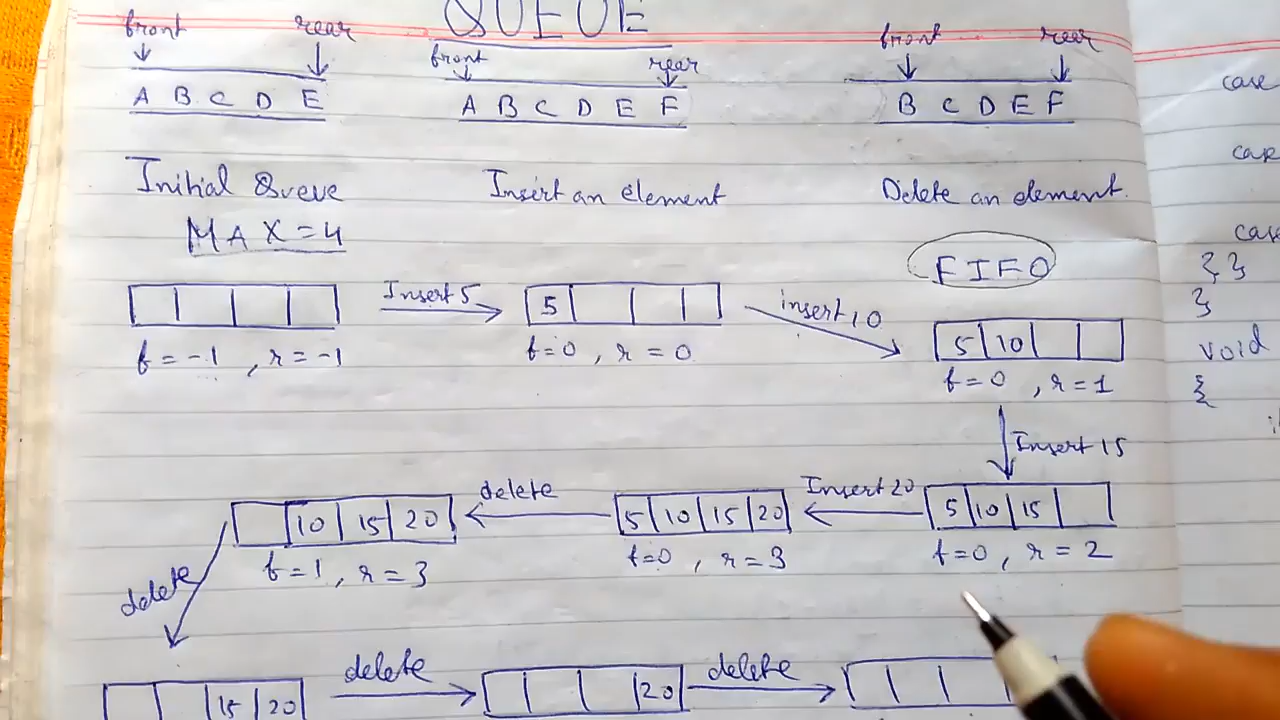 QUEUE
front rear front rear front rear
A B C D E A B C D E F B C D E F
Initial Queue Insert an element Delete an element.
MAX=4
FIFO
Insert 5 5 insert 10 5 10
f=-1, r=-1 f=0, r=0 f=0, r=1
Insert 15
10 15 20 delete 5 10 15 20 Insert 20 5 10 15
f=1, r=3 f=0, r=3 f=0, r=2
delete
15 20 delete 20 delete
case
case
case
}}
}
void
{